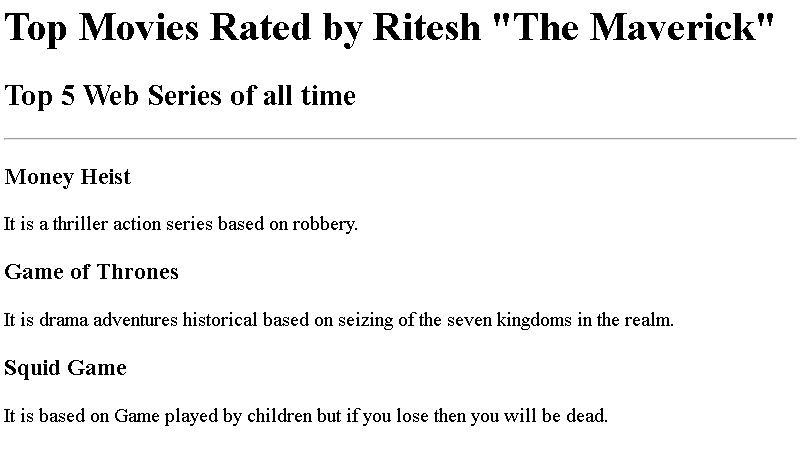 Top Movies Rated by Ritesh "The Maverick"
Top 5 Web Series of all time
Money Heist
It is a thriller action series based on robbery.
Game of Thrones
It is drama adventures historical based on seizing of the seven kingdoms in the realm.
Squid Game
It is based on Game played by children but if you lose then you will be dead.